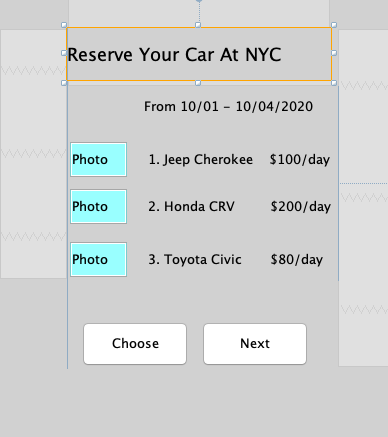 Reserve Your Car At NYC
From 10/01 - 10/04/2020
Photo 1. Jeep Cherokee $100/day
Photo 2. Honda CRV $200/day
Photo 3. Toyota Civic $80/day
Choose Next